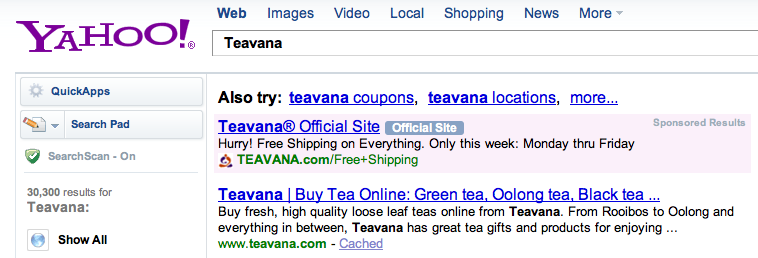 Web Images Video Local Shopping News More
YAHOO!®
Teavana
QuickApps
Search Pad
SearchScan - On
30,300 results for
Teavana:
Show All
Also try: teavana coupons, teavana locations, more...
Sponsored Results
Teavana® Official Site Official Site
Hurry! Free Shipping on Everything. Only this week: Monday thru Friday
TEAVANA.com/Free+Shipping
Teavana | Buy Tea Online: Green tea, Oolong tea, Black tea ...
Buy fresh, high quality loose leaf teas online from Teavana. From Rooibos to Oolong and
everything in between, Teavana has great tea gifts and products for enjoying ...
www.teavana.com - Cached